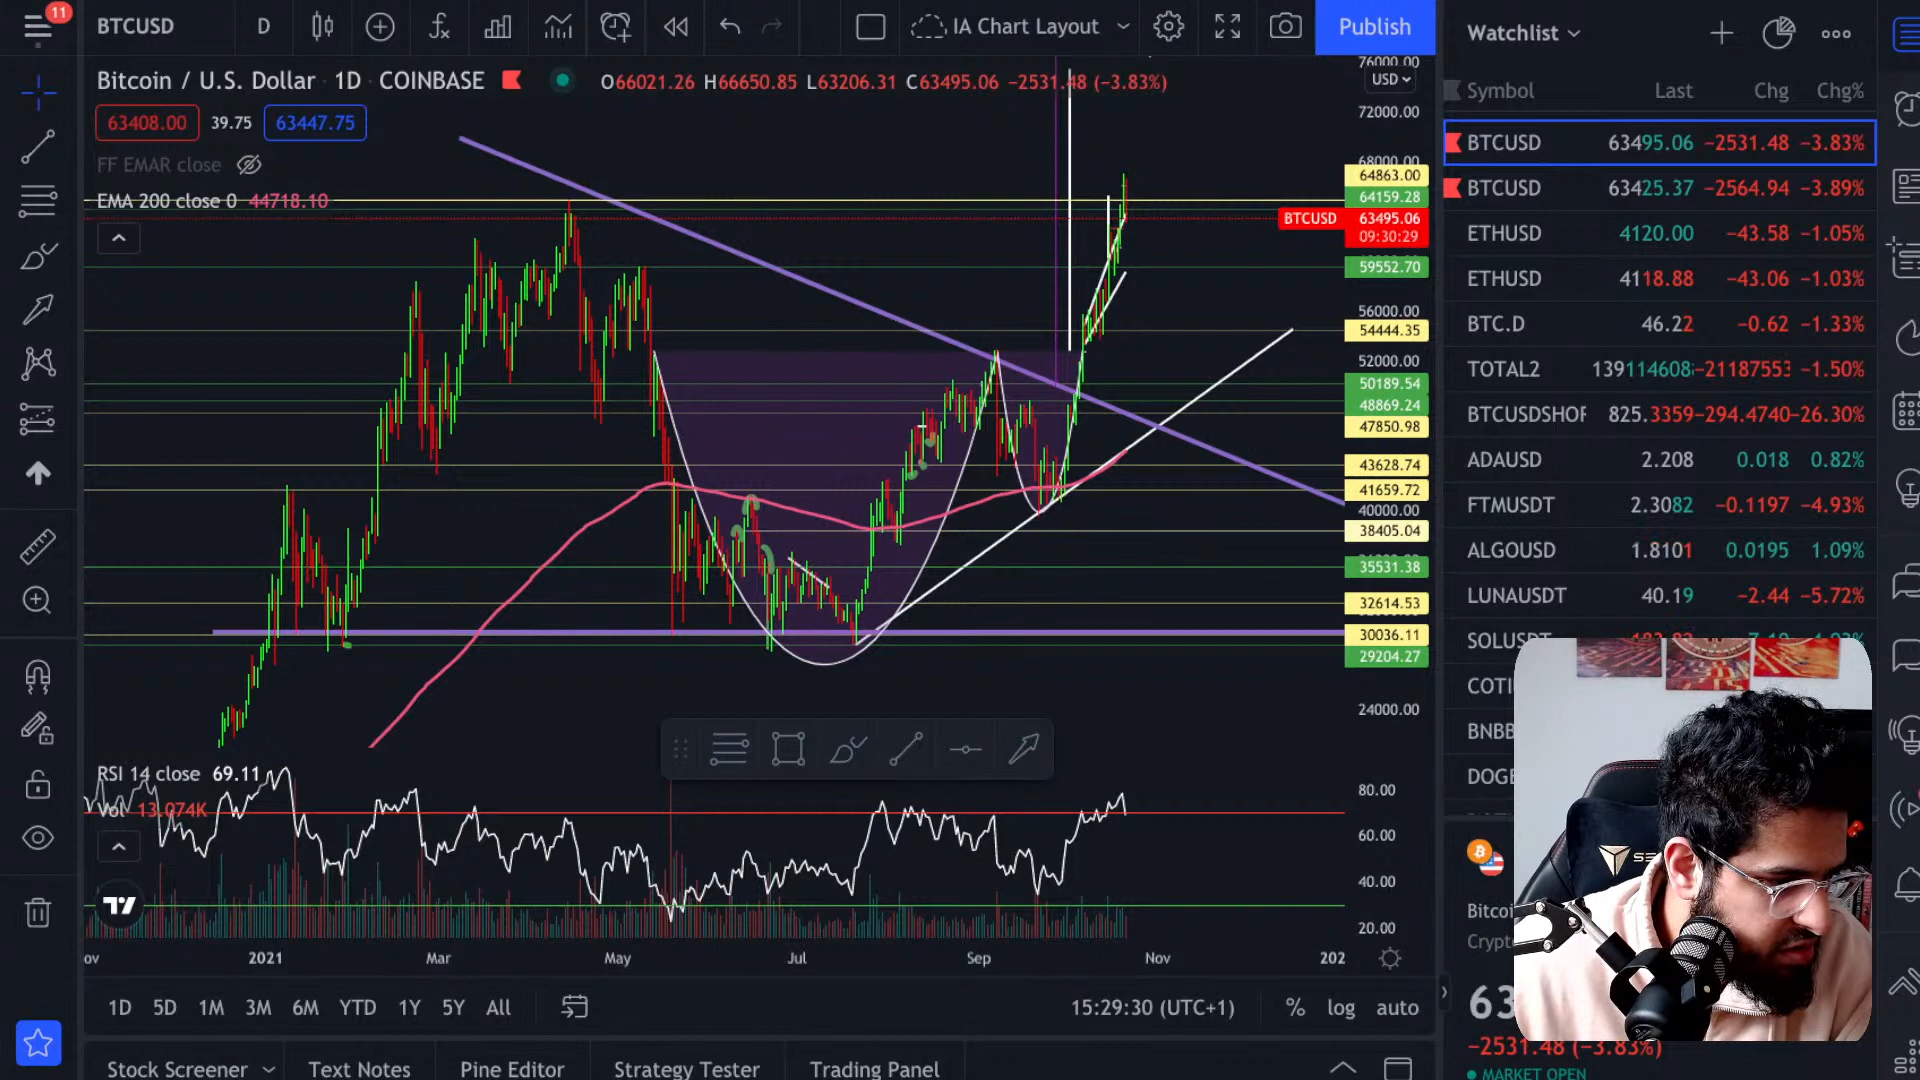 11
BTCUSD
D
IA Chart Layout
Publish
Bitcoin / U.S. Dollar · 1D · COINBASE
O66021.26 H66650.85 L63206.31 C63495.06 −2531.48 (−3.83%)
63408.00 39.75 63447.75
FF EMAR close
EMA 200 close 0 44718.10
76000.00
USD
72000.00
68000.00
64863.00
64159.28
BTCUSD 63495.06
09:30:29
59552.70
56000.00
54444.35
52000.00
50189.54
48869.24
47850.98
43628.74
41659.72
40000.00
38405.04
35531.38
32614.53
30036.11
29204.27
24000.00
RSI 14 close 69.11
Vol 13.074K
80.00
60.00
40.00
20.00
ov 2021 Mar May Jul Sep Nov 202
1D 5D 1M 3M 6M YTD 1Y 5Y All
15:29:30 (UTC+1) % log auto
Stock Screener Text Notes Pine Editor Strategy Tester Trading Panel
Watchlist
Symbol Last Chg Chg%
BTCUSD 63495.06 −2531.48 −3.83%
BTCUSD 63425.37 −2564.94 −3.89%
ETHUSD 4120.00 −43.58 −1.05%
ETHUSD 4118.88 −43.06 −1.03%
BTC.D 46.22 −0.62 −1.33%
TOTAL2 139114608 −21187553 −1.50%
BTCUSDSHOR 825.3359 −294.4740 −26.30%
ADAUSD 2.208 0.018 0.82%
FTMUSDT 2.3082 −0.1197 −4.93%
ALGOUSD 1.8101 0.0195 1.09%
LUNAUSDT 40.19 −2.44 −5.72%
SOLUSDT
COTI
BNBB
DOGE
Bitcoi
Crypt
63
−2531.48 (−3.83%)
MARKET OPEN